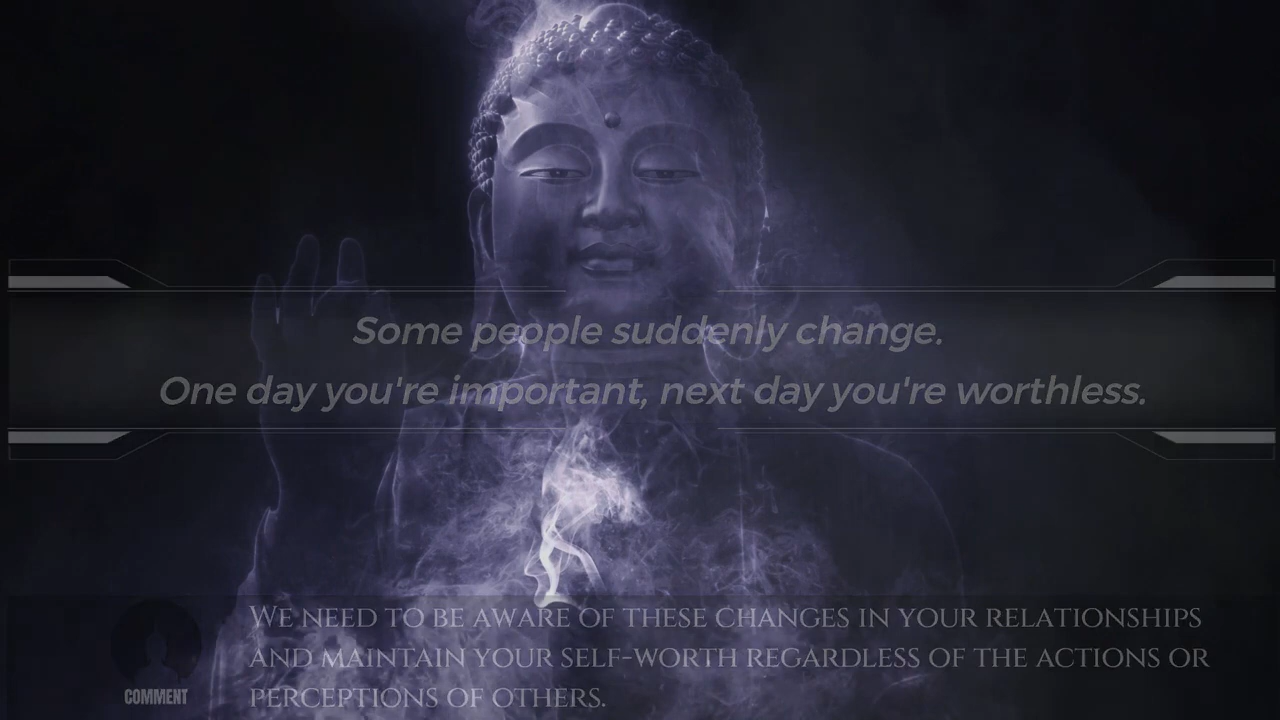 Some people suddenly change.
One day you're important, next day you're worthless.
We need to be aware of these changes in your relationships
and maintain your self-worth regardless of the actions or
perceptions of others.
COMMENT